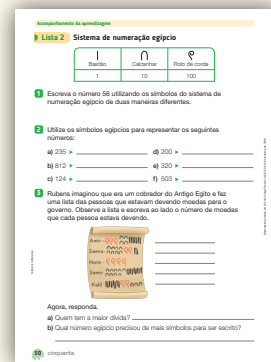 Acompanhamento da aprendizagem
Lista 2 Sistema de numeração egípcio
Bastão Calcanhar Rolo de corda
1 10 100
1 Escreva o número 56 utilizando os símbolos do sistema de
numeração egípcio de duas maneiras diferentes.
2 Utilize os símbolos egípcios para representar os seguintes
números:
a) 235 d) 200
b) 812 e) 320
c) 124 f) 503
3 Rubens imaginou que era um cobrador do Antigo Egito e fez
uma lista das pessoas que estavam devendo moedas para o
governo. Observe a lista e escreva ao lado o número de moedas
que cada pessoa estava devendo.
Amir -
Samir -
Naim -
Samia -
Kalil
Agora, responda.
a) Quem tem a maior dívida?
b) Qual número egípcio precisou de mais símbolos para ser escrito?
50 cinquenta